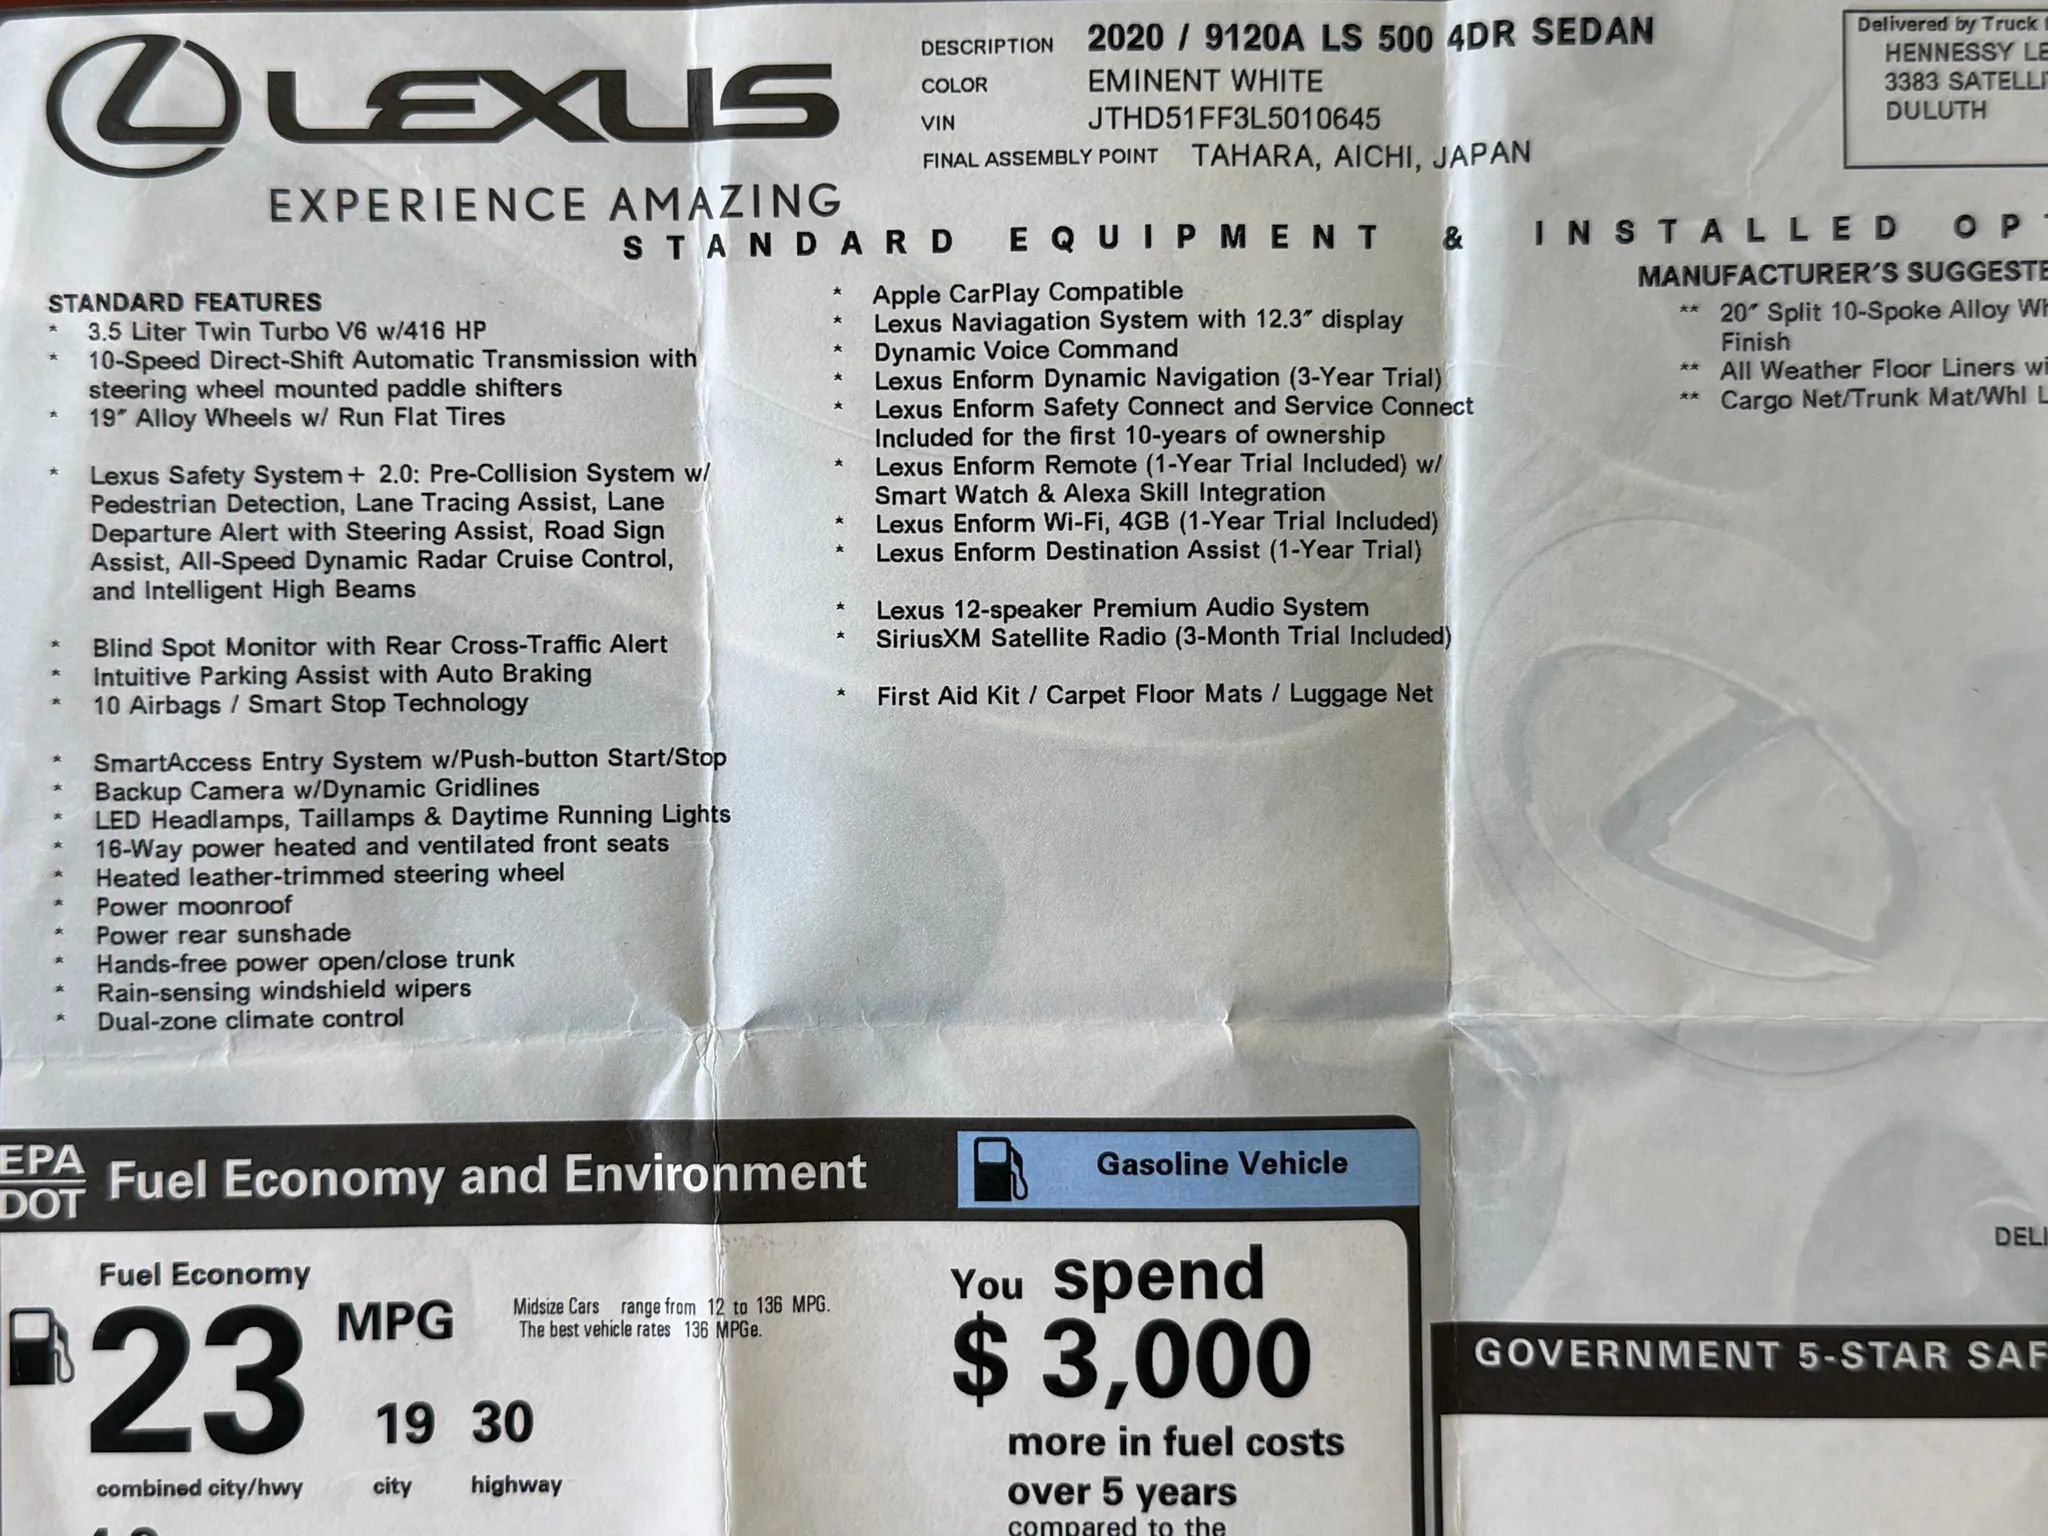 LEXUS
EXPERIENCE AMAZING
DESCRIPTION 2020 / 9120A LS 500 4DR SEDAN
COLOR EMINENT WHITE
VIN JTHD51FF3L5010645
FINAL ASSEMBLY POINT TAHARA, AICHI, JAPAN
Delivered by Truck
HENNESSY
3383
DULUTH
STANDARD EQUIPMENT & INSTALLED
STANDARD FEATURES
* 3.5 Liter Twin Turbo V6 w/416 HP
* 10-Speed Direct-Shift Automatic Transmission with
steering wheel mounted paddle shifters
* 19″ Alloy Wheels w/ Run Flat Tires
* Lexus Safety System+ 2.0: Pre-Collision System w/
Pedestrian Detection, Lane Tracing Assist, Lane
Departure Alert with Steering Assist, Road Sign
Assist, All-Speed Dynamic Radar Cruise Control,
and Intelligent High Beams
* Blind Spot Monitor with Rear Cross-Traffic Alert
* Intuitive Parking Assist with Auto Braking
* 10 Airbags / Smart Stop Technology
* SmartAccess Entry System w/Push-button Start/Stop
* Backup Camera w/Dynamic Gridlines
* LED Headlamps, Taillamps & Daytime Running Lights
* 16-Way power heated and ventilated front seats
* Heated leather-trimmed steering wheel
* Power moonroof
* Power rear sunshade
* Hands-free power open/close trunk
* Rain-sensing windshield wipers
* Dual-zone climate control
* Apple CarPlay Compatible
* Lexus Naviagation System with 12.3″ display
* Dynamic Voice Command
* Lexus Enform Dynamic Navigation (3-Year Trial)
* Lexus Enform Safety Connect and Service Connect
Included for the first 10-years of ownership
* Lexus Enform Remote (1-Year Trial Included) w/
Smart Watch & Alexa Skill Integration
* Lexus Enform Wi-Fi, 4GB (1-Year Trial Included)
* Lexus Enform Destination Assist (1-Year Trial)
* Lexus 12-speaker Premium Audio System
* SiriusXM Satellite Radio (3-Month Trial Included)
* First Aid Kit / Carpet Floor Mats / Luggage Net
MANUFACTURER'S
** 20″ Split 10-Spoke Alloy
Finish
** All Weather Floor Liners
** Cargo Net/Trunk Mat/Whl
EPA
DOT
Fuel Economy and Environment
Gasoline Vehicle
Fuel Economy
23 MPG
Midsize Cars range from 12 to 136 MPG.
The best vehicle rates 136 MPGe.
19 30
combined city/hwy city highway
You spend
$ 3,000
more in fuel costs
over 5 years
compared to the
GOVERNMENT 5-STAR